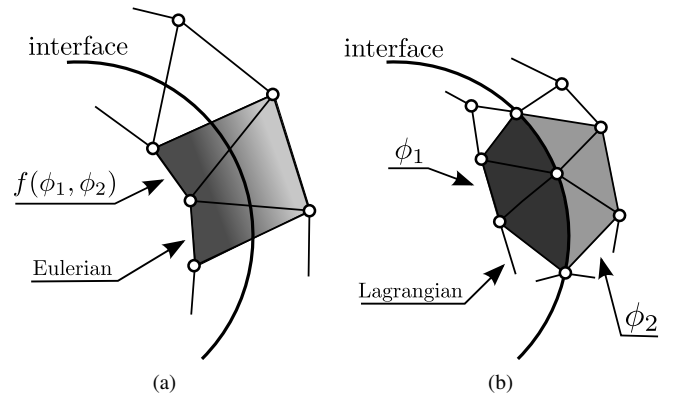 interface
f(ϕ₁, ϕ₂)
Eulerian
(a)
interface
ϕ₁
Lagrangian
ϕ₂
(b)